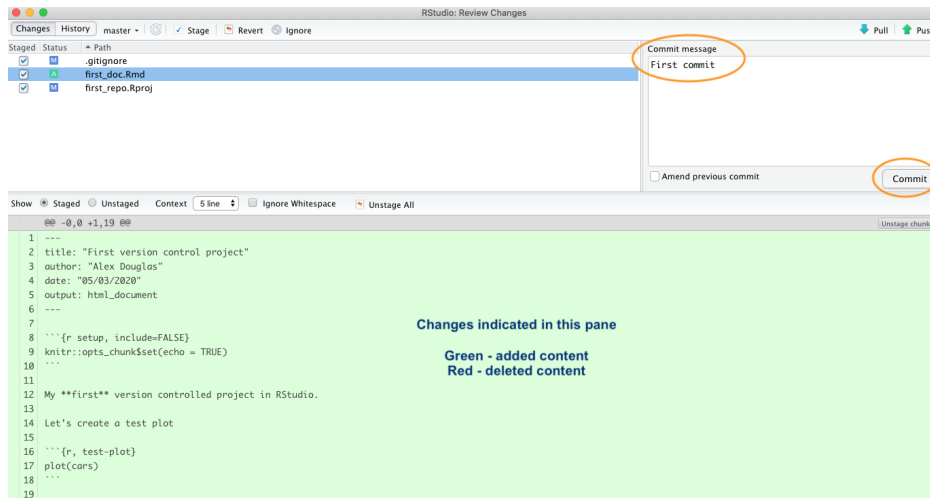 RStudio: Review Changes
Changes History master Stage Revert Ignore Pull
Staged Status Path
M .gitignore
A first_doc.Rmd
M first_repo.Rproj
Commit message
First commit
Amend previous commit Commit
Show Staged Unstaged Context 5 line Ignore Whitespace Unstage All
@@ -0,0 +1,19 @@ Unstage chunk
1 ---
2 title: "First version control project"
3 author: "Alex Douglas"
4 date: "05/03/2020"
5 output: html_document
6 ---
7
8 ```{r setup, include=FALSE}
9 knitr::opts_chunk$set(echo = TRUE)
10 ```
11
12 My **first** version controlled project in RStudio.
13
14 Let's create a test plot
15
16 ```{r, test-plot}
17 plot(cars)
18 ```
19
Changes indicated in this pane
Green - added content
Red - deleted content